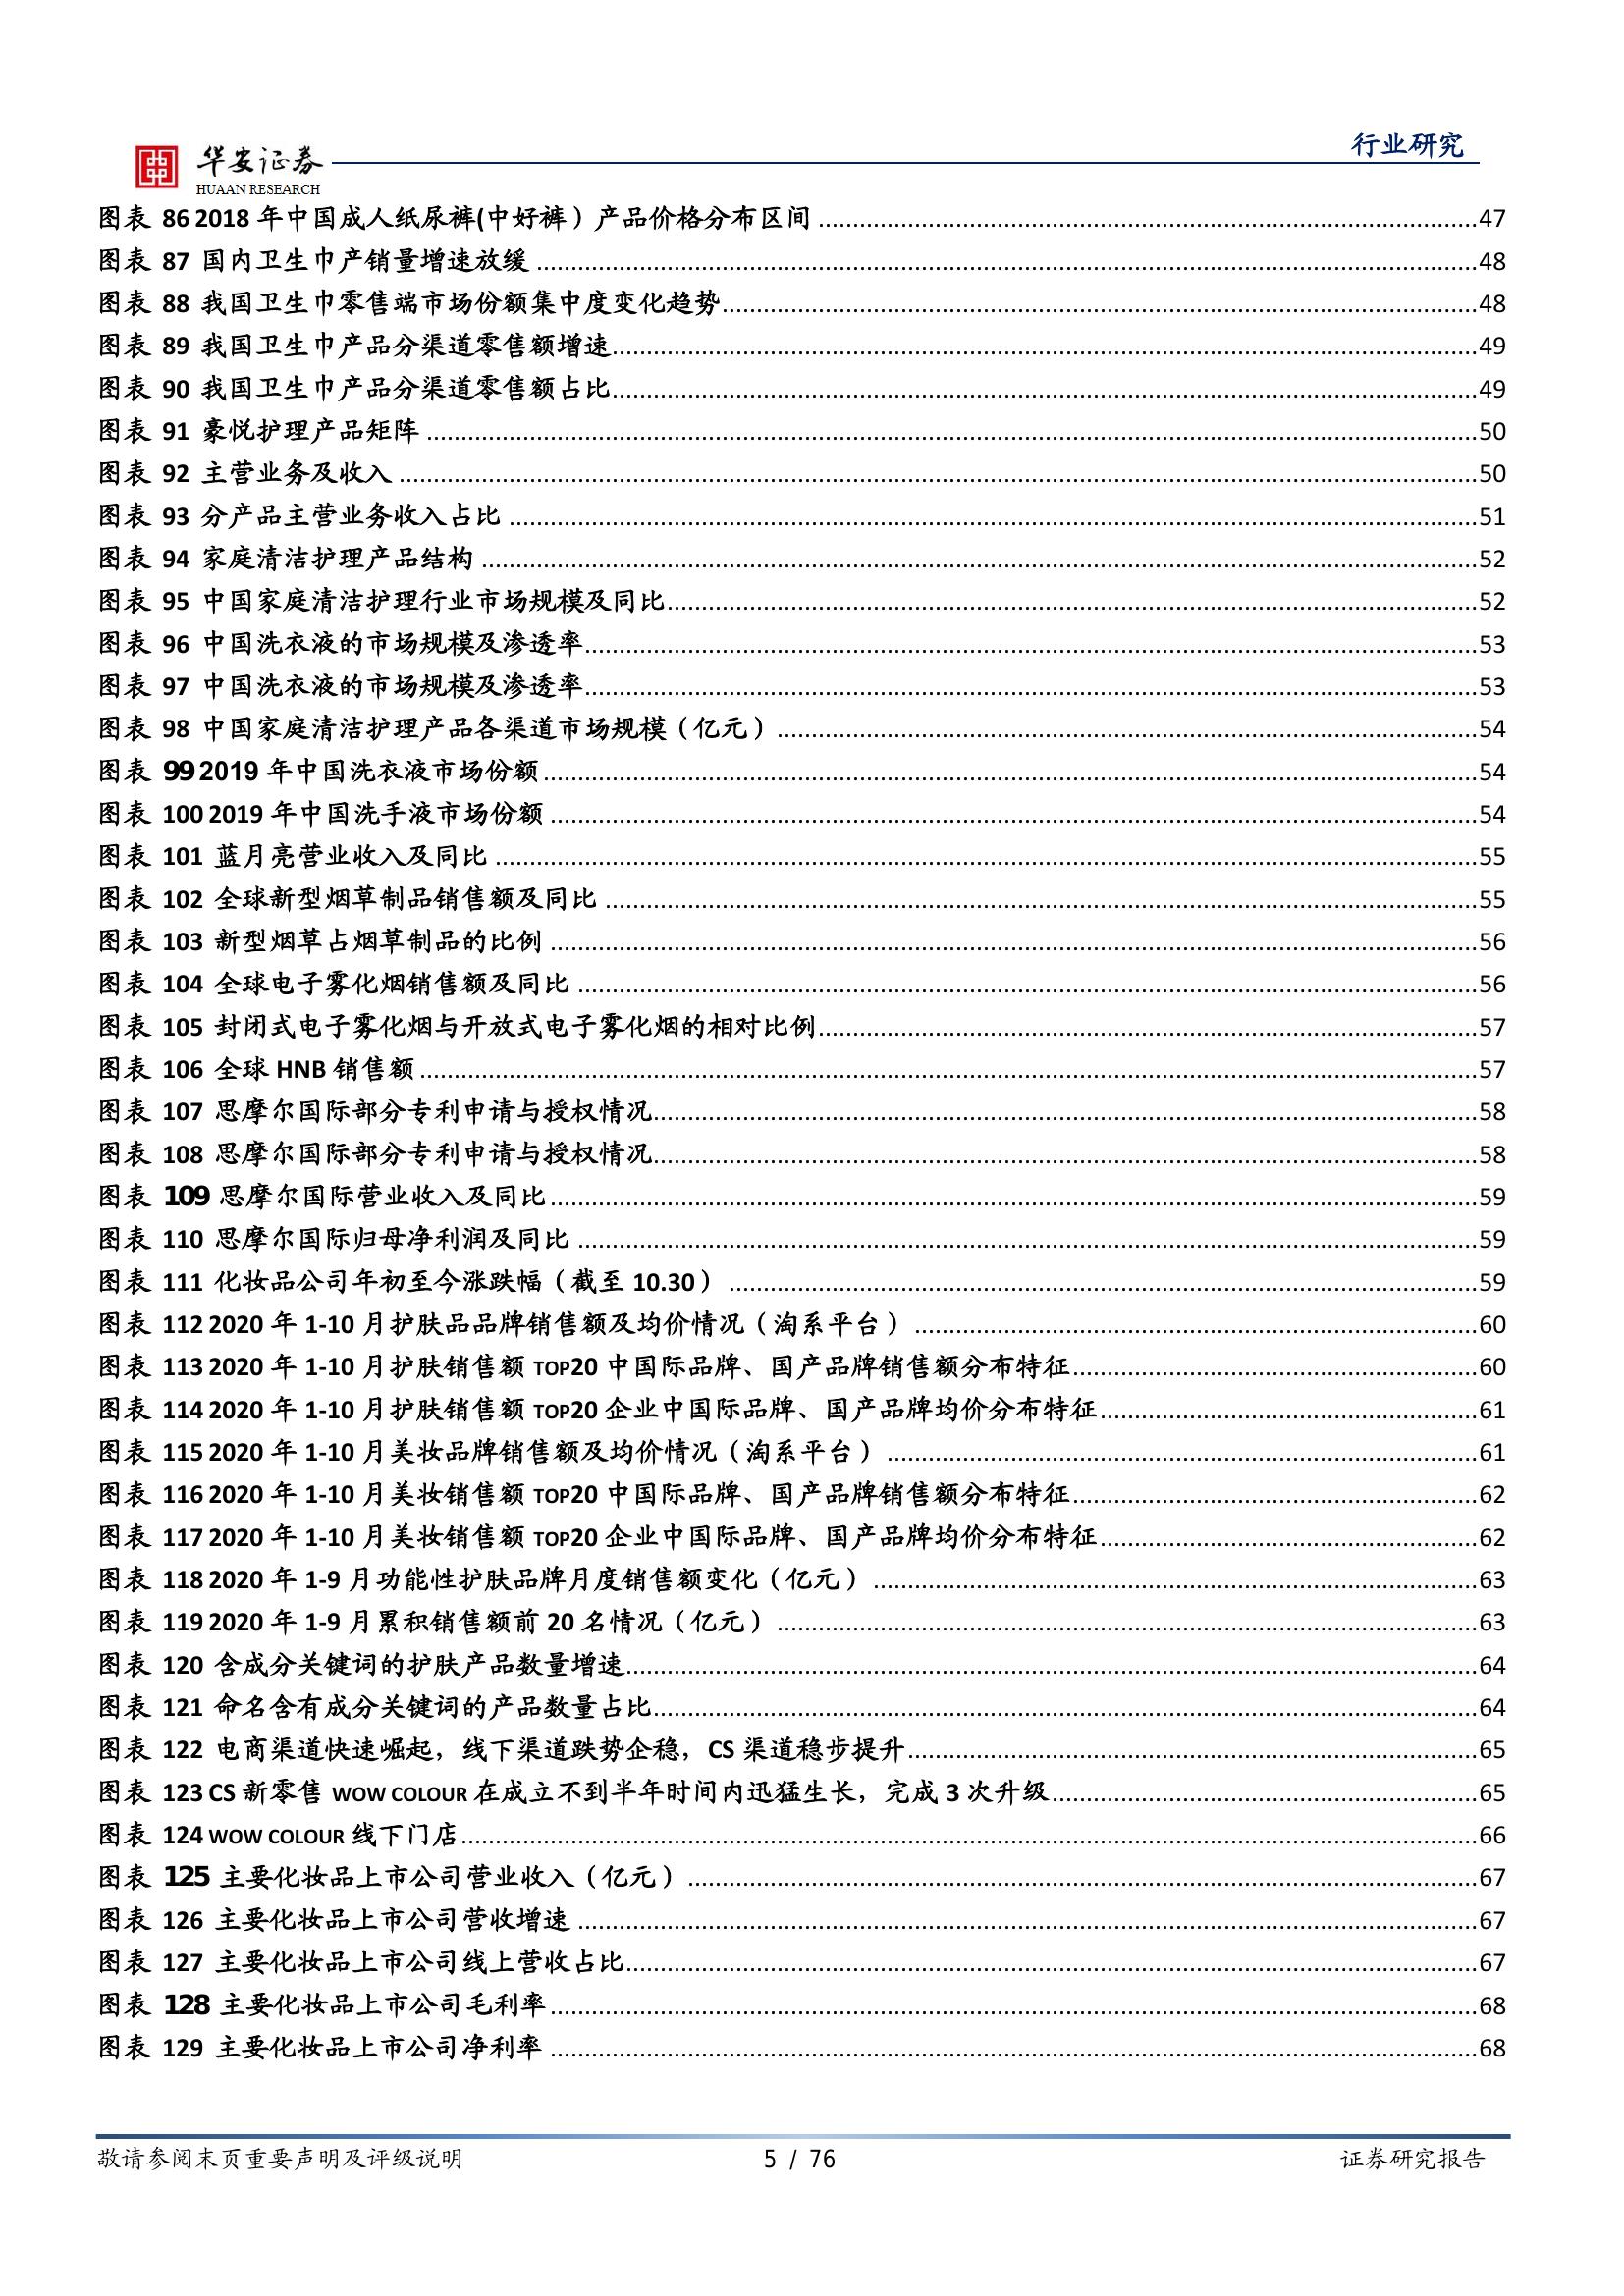 行业研究
华安证券
HUAAN RESEARCH
图表 86 2018 年中国成人纸尿裤(中好裤）产品价格分布区间 ........ 47
图表 87 国内卫生巾产销量增速放缓 ........ 48
图表 88 我国卫生巾零售端市场份额集中度变化趋势 ........ 48
图表 89 我国卫生巾产品分渠道零售额增速 ........ 49
图表 90 我国卫生巾产品分渠道零售额占比 ........ 49
图表 91 豪悦护理产品矩阵 ........ 50
图表 92 主营业务及收入 ........ 50
图表 93 分产品主营业务收入占比 ........ 51
图表 94 家庭清洁护理产品结构 ........ 52
图表 95 中国家庭清洁护理行业市场规模及同比 ........ 52
图表 96 中国洗衣液的市场规模及渗透率 ........ 53
图表 97 中国洗衣液的市场规模及渗透率 ........ 53
图表 98 中国家庭清洁护理产品各渠道市场规模（亿元） ........ 54
图表 99 2019 年中国洗衣液市场份额 ........ 54
图表 100 2019 年中国洗手液市场份额 ........ 54
图表 101 蓝月亮营业收入及同比 ........ 55
图表 102 全球新型烟草制品销售额及同比 ........ 55
图表 103 新型烟草占烟草制品的比例 ........ 56
图表 104 全球电子雾化烟销售额及同比 ........ 56
图表 105 封闭式电子雾化烟与开放式电子雾化烟的相对比例 ........ 57
图表 106 全球 HNB 销售额 ........ 57
图表 107 思摩尔国际部分专利申请与授权情况 ........ 58
图表 108 思摩尔国际部分专利申请与授权情况 ........ 58
图表 109 思摩尔国际营业收入及同比 ........ 59
图表 110 思摩尔国际归母净利润及同比 ........ 59
图表 111 化妆品公司年初至今涨跌幅（截至 10.30） ........ 59
图表 112 2020 年 1-10 月护肤品品牌销售额及均价情况（淘系平台） ........ 60
图表 113 2020 年 1-10 月护肤销售额 TOP20 中国际品牌、国产品牌销售额分布特征 ........ 60
图表 114 2020 年 1-10 月护肤销售额 TOP20 企业中国际品牌、国产品牌均价分布特征 ........ 61
图表 115 2020 年 1-10 月美妆品牌销售额及均价情况（淘系平台） ........ 61
图表 116 2020 年 1-10 月美妆销售额 TOP20 中国际品牌、国产品牌销售额分布特征 ........ 62
图表 117 2020 年 1-10 月美妆销售额 TOP20 企业中国际品牌、国产品牌均价分布特征 ........ 62
图表 118 2020 年 1-9 月功能性护肤品牌月度销售额变化（亿元） ........ 63
图表 119 2020 年 1-9 月累积销售额前 20 名情况（亿元） ........ 63
图表 120 含成分关键词的护肤产品数量增速 ........ 64
图表 121 命名含有成分关键词的产品数量占比 ........ 64
图表 122 电商渠道快速崛起，线下渠道跌势企稳，CS 渠道稳步提升 ........ 65
图表 123 CS 新零售 WOW COLOUR 在成立不到半年时间内迅猛生长，完成 3 次升级 ........ 65
图表 124 WOW COLOUR 线下门店 ........ 66
图表 125 主要化妆品上市公司营业收入（亿元） ........ 67
图表 126 主要化妆品上市公司营收增速 ........ 67
图表 127 主要化妆品上市公司线上营收占比 ........ 67
图表 128 主要化妆品上市公司毛利率 ........ 68
图表 129 主要化妆品上市公司净利率 ........ 68
敬请参阅末页重要声明及评级说明 5 / 76 证券研究报告